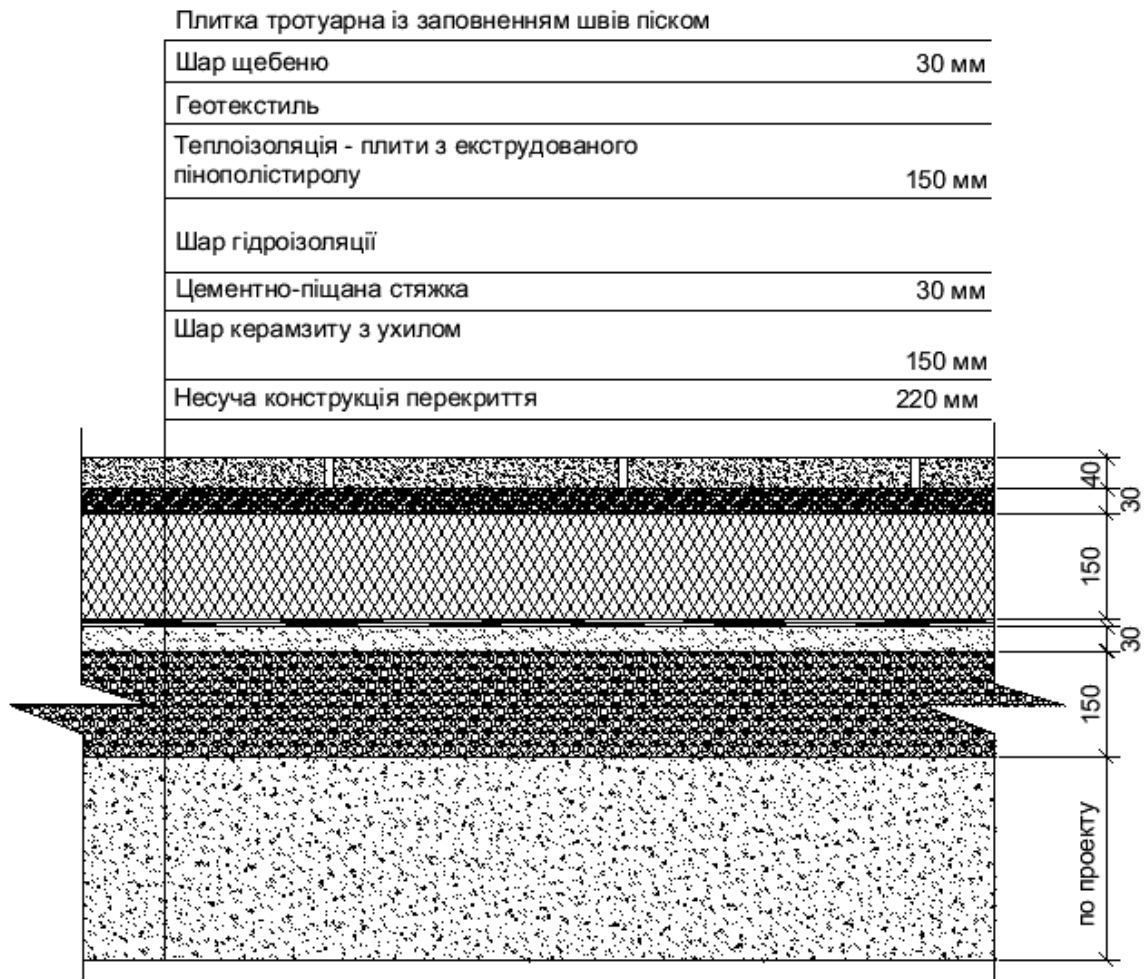 Плитка тротуарна із заповненням швів піском
Шар щебеню 30 мм
Геотекстиль
Теплоізоляція - плити з екструдованого
пінополістиролу 150 мм
Шар гідроізоляції
Цементно-піщана стяжка 30 мм
Шар керамзиту з ухилом
150 мм
Несуча конструкція перекриття 220 мм
40
30
150
30
150
по проекту